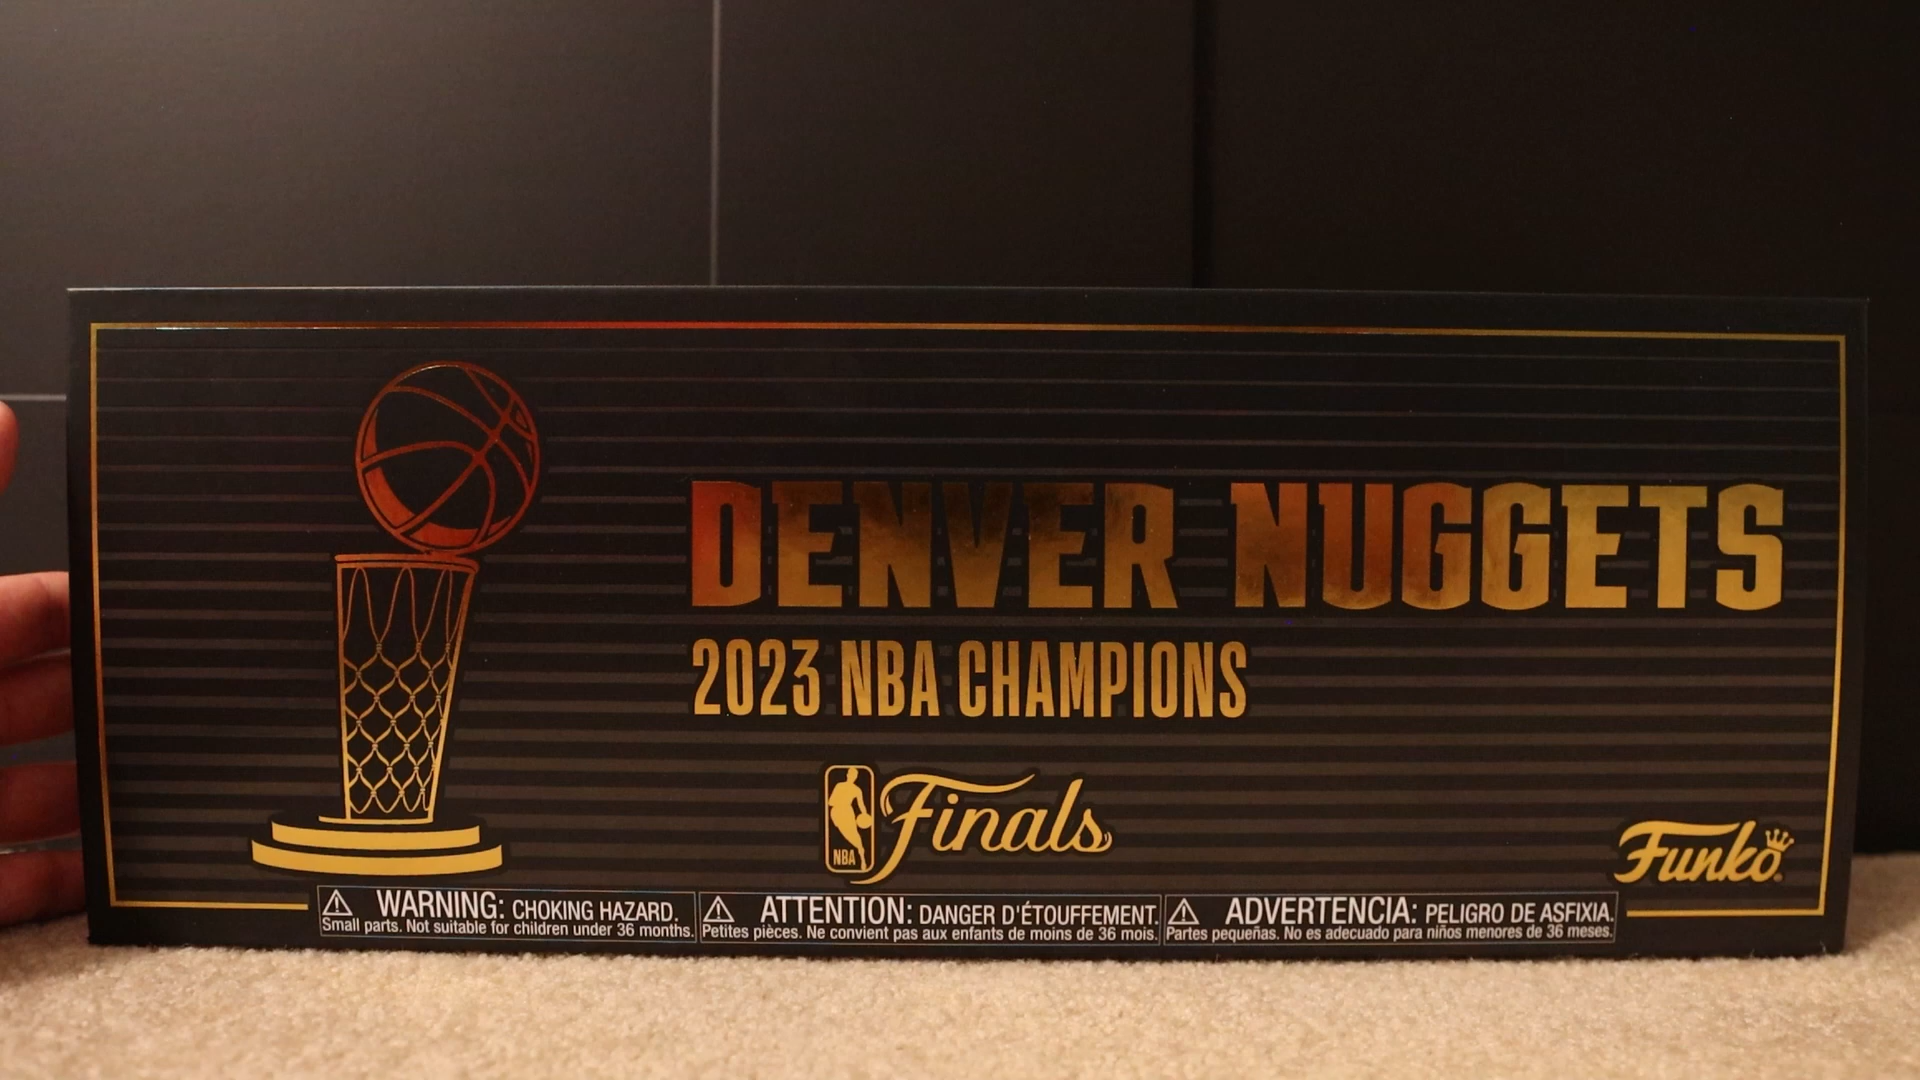 DENVER NUGGETS
2023 NBA CHAMPIONS
NBA Finals
Funko
WARNING: CHOKING HAZARD.
Small parts. Not suitable for children under 36 months.
ATTENTION: DANGER D'ÉTOUFFEMENT.
Petites pièces. Ne convient pas aux enfants de moins de 36 mois.
ADVERTENCIA: PELIGRO DE ASFIXIA.
Partes pequeñas. No es adecuado para niños menores de 36 meses.